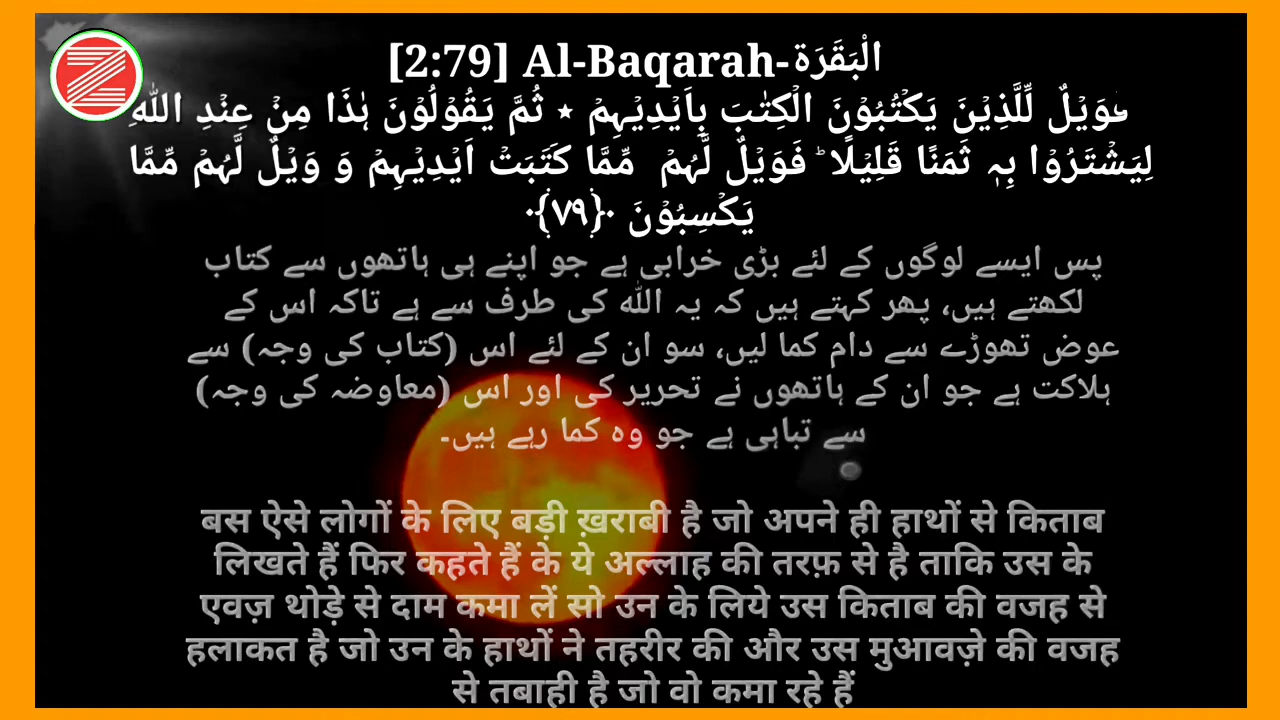 [2:79] Al-Baqarah-الْبَقَرَة
فَوَیۡلٌ لِّلَّذِیۡنَ یَکۡتُبُوۡنَ الۡکِتٰبَ بِاَیۡدِیۡہِمۡ ٭ ثُمَّ یَقُوۡلُوۡنَ ہٰذَا مِنۡ عِنۡدِ اللّٰہِ
لِیَشۡتَرُوۡا بِہٖ ثَمَنًا قَلِیۡلًا ؕ فَوَیۡلٌ لَّہُمۡ مِّمَّا کَتَبَتۡ اَیۡدِیۡہِمۡ وَ وَیۡلٌ لَّہُمۡ مِّمَّا
یَکۡسِبُوۡنَ ﴿۷۹﴾
پس ایسے لوگوں کے لئے بڑی خرابی ہے جو اپنے ہی ہاتھوں سے کتاب
لکھتے ہیں، پھر کہتے ہیں کہ یہ اللہ کی طرف سے ہے تاکہ اس کے
عوض تھوڑے سے دام کما لیں، سو ان کے لئے اس (کتاب کی وجہ) سے
ہلاکت ہے جو ان کے ہاتھوں نے تحریر کی اور اس (معاوضہ کی وجہ)
سے تباہی ہے جو وہ کما رہے ہیں۔
बस ऐसे लोगों के लिए बड़ी ख़राबी है जो अपने ही हाथों से किताब
लिखते हैं फिर कहते हैं के ये अल्लाह की तरफ़ से है ताकि उस के
एवज़ थोड़े से दाम कमा लें सो उन के लिये उस किताब की वजह से
हलाकत है जो उन के हाथों ने तहरीर की और उस मुआवज़े की वजह
से तबाही है जो वो कमा रहे हैं